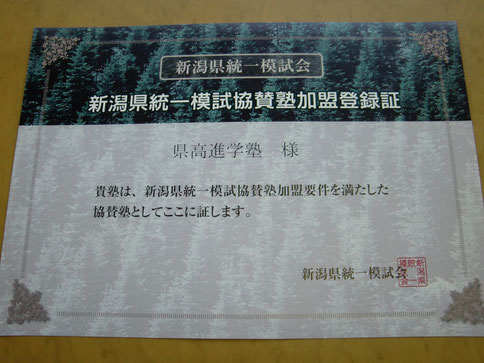 新潟県統一模試会
新潟県統一模試協賛塾加盟登録証
県高進学塾 様
貴塾は、新潟県統一模試協賛塾加盟要件を満たした
協賛塾としてここに証します。
新潟県統一模試会